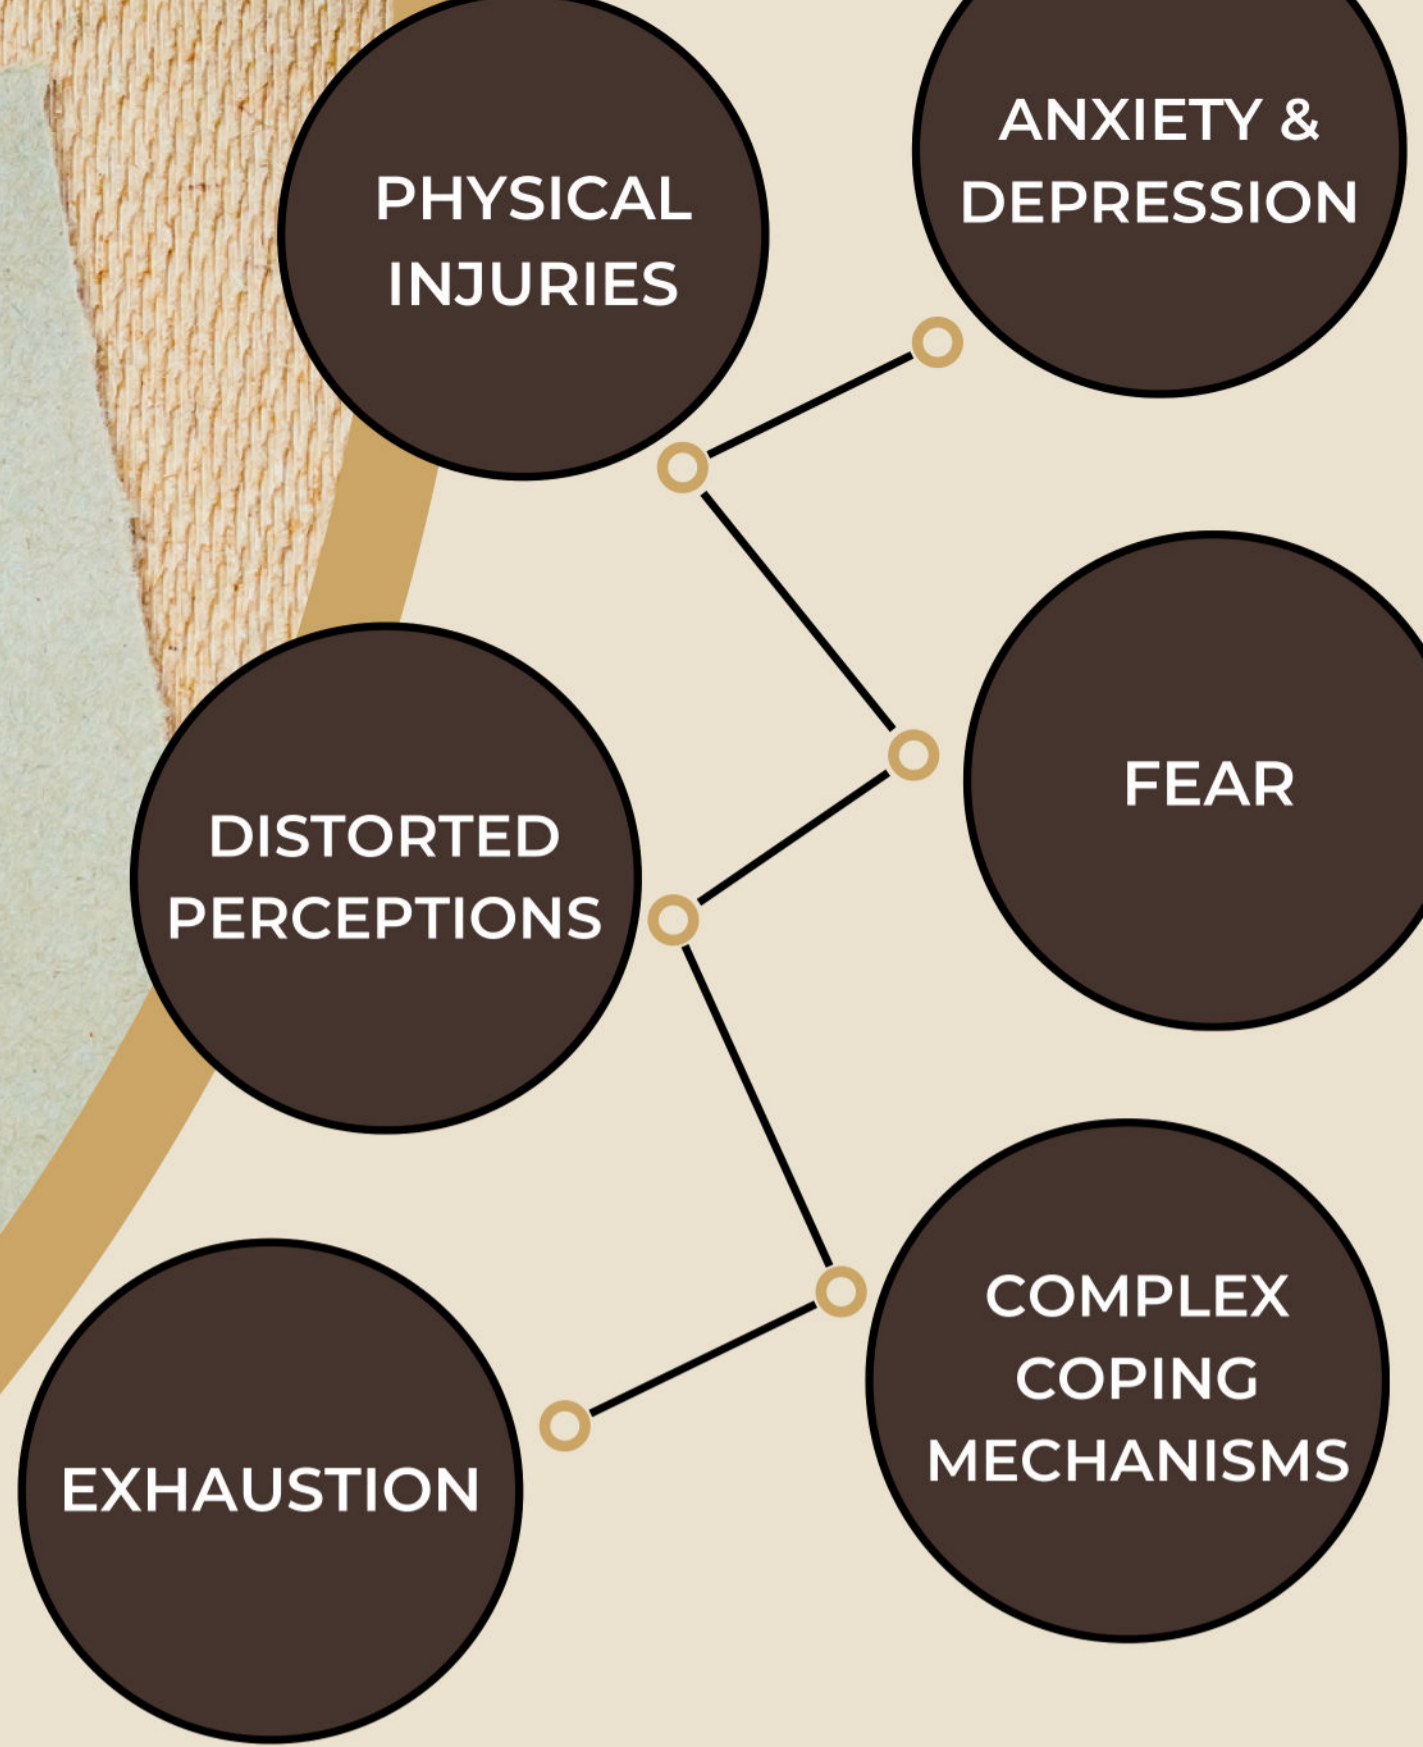 ANXIETY &
DEPRESSION
PHYSICAL
INJURIES
FEAR
DISTORTED
PERCEPTIONS
COMPLEX
COPING
MECHANISMS
EXHAUSTION